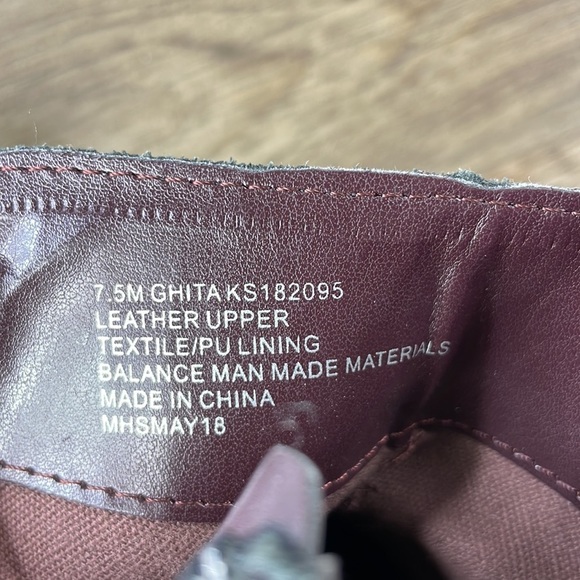 7.5M GHITA KS182095
LEATHER UPPER
TEXTILE/PU LINING
BALANCE MAN MADE MATERIALS
MADE IN CHINA
MHSMAY18